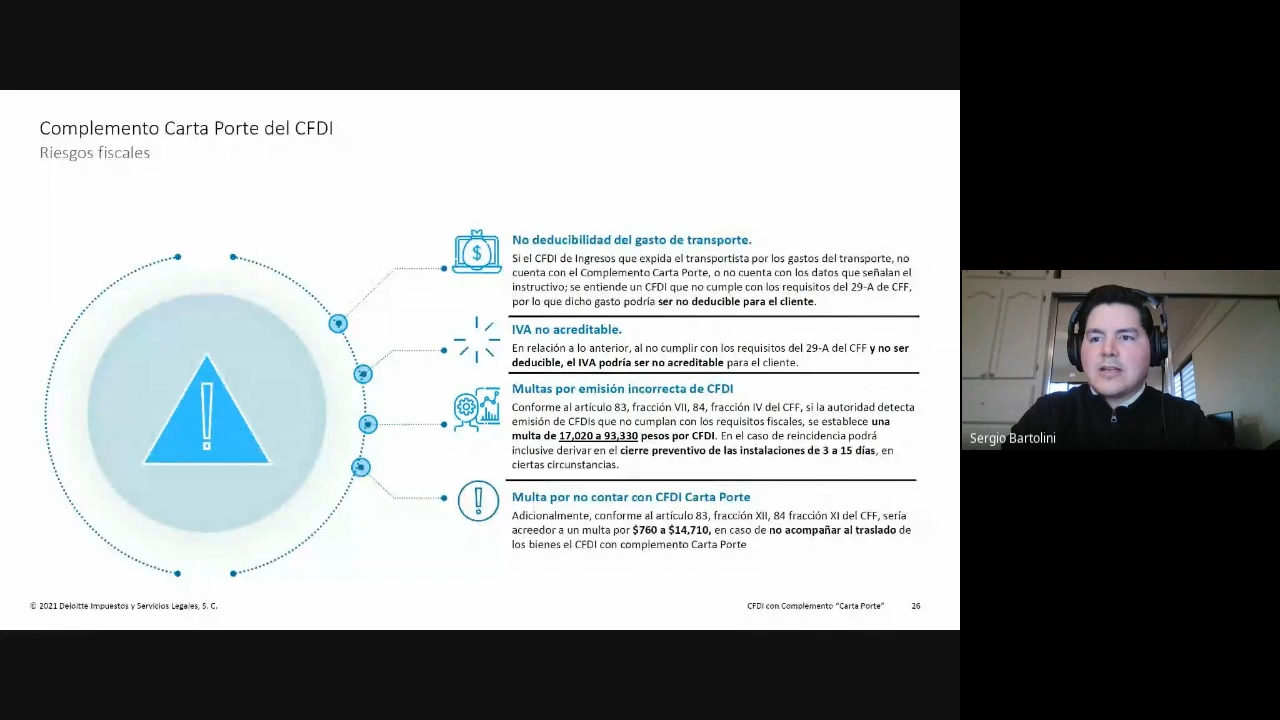 Complemento Carta Porte del CFDI
Riesgos fiscales
No deducibilidad del gasto de transporte.
Si el CFDI de Ingresos que expida el transportista por los gastos del transporte, no
cuenta con el Complemento Carta Porte, o no cuenta con los datos que señalan el
instructivo; se entiende un CFDI que no cumple con los requisitos del 29-A de CFF,
por lo que dicho gasto podría ser no deducible para el cliente.
IVA no acreditable.
En relación a lo anterior, al no cumplir con los requisitos del 29-A del CFF y no ser
deducible, el IVA podría ser no acreditable para el cliente.
Multas por emisión incorrecta de CFDI
Conforme al artículo 83, fracción VII, 84, fracción IV del CFF, si la autoridad detecta
emisión de CFDIs que no cumplan con los requisitos fiscales, se establece una
multa de 17,020 a 93,330 pesos por CFDI. En el caso de reincidencia podrá
inclusive derivar en el cierre preventivo de las instalaciones de 3 a 15 días, en
ciertas circunstancias.
Multa por no contar con CFDI Carta Porte
Adicionalmente, conforme al artículo 83, fracción XII, 84 fracción XI del CFF, sería
acreedor a un multa por $760 a $14,710, en caso de no acompañar al traslado de
los bienes el CFDI con complemento Carta Porte
© 2021 Deloitte Impuestos y Servicios Legales, S. C.
CFDI con Complemento "Carta Porte"
26
Sergio Bartolini